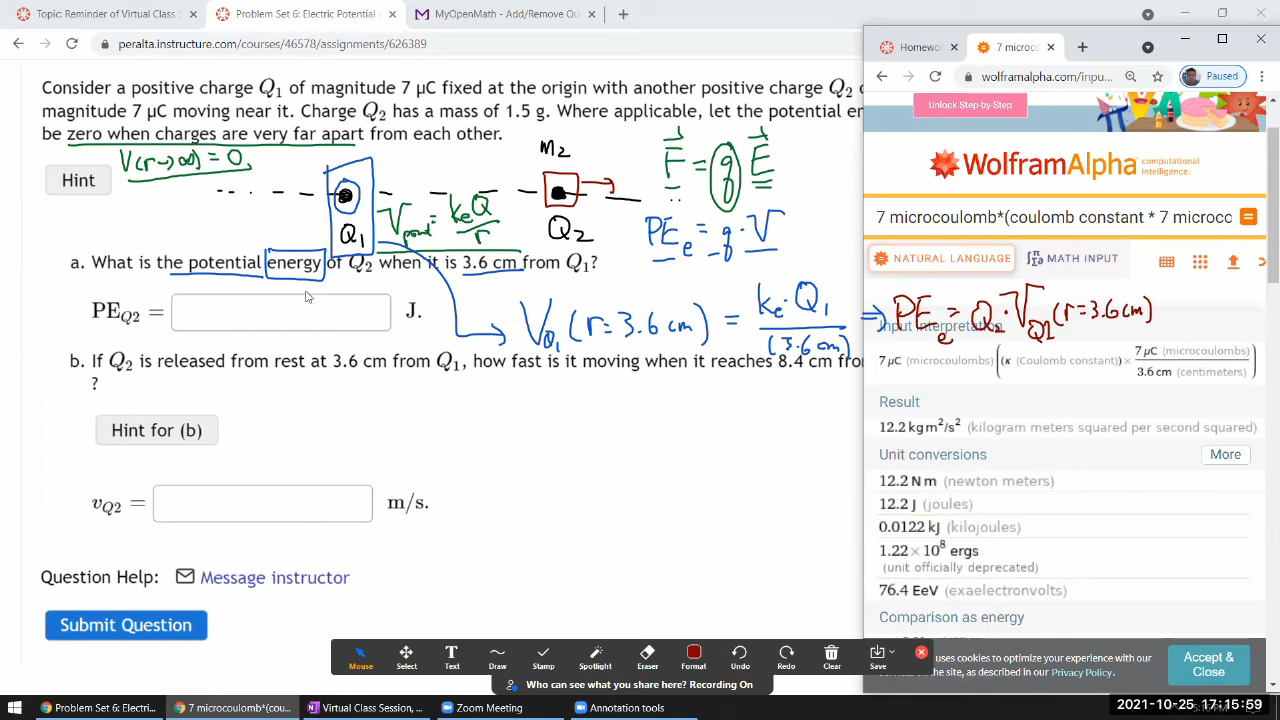 Topic: Reminder of Virtual Class S
Problem Set 6: Electric Potential
MyOpenMath - Add/Remove Qu
peralta.instructure.com/courses/46578/assignments/626389
Consider a positive charge Q1 of magnitude 7 μC fixed at the origin with another positive charge Q2 o
magnitude 7 μC moving near it. Charge Q2 has a mass of 1.5 g. Where applicable, let the potential en
be zero when charges are very far apart from each other.
V(r→∞) = 0
Hint
m2
F = q E
Vpoint = keQ/r
Q1
Q2
PEe = q · V
a. What is the potential energy of Q2 when it is 3.6 cm from Q1?
PEQ2 =
J.
VQ1 (r=3.6cm) = ke·Q1/(3.6cm)
⇒ PEe = Q2·VQ1(r=3.6cm)
b. If Q2 is released from rest at 3.6 cm from Q1, how fast is it moving when it reaches 8.4 cm from
?
Hint for (b)
vQ2 =
m/s.
Question Help:
Message instructor
Submit Question
Homew
7 microc
wolframalpha.com/inpu...
Paused
Unlock Step-by-Step
WolframAlpha
computational
intelligence.
7 microcoulomb*(coulomb constant * 7 microco
NATURAL LANGUAGE
MATH INPUT
Input interpretation
7 μC (microcoulombs) ((κ (Coulomb constant)) × 7 μC (microcoulombs) / 3.6 cm (centimeters))
Result
12.2 kg m²/s² (kilogram meters squared per second squared)
Unit conversions
More
12.2 N m (newton meters)
12.2 J (joules)
0.0122 kJ (kilojoules)
1.22 × 10⁸ ergs
(unit officially deprecated)
76.4 EeV (exaelectronvolts)
Comparison as energy
uses cookies to optimize your experience with our
on the site, as described in our Privacy Policy.
Accept &
Close
Mouse
Select
Text
Draw
Stamp
Spotlight
Eraser
Format
Undo
Redo
Clear
Save
Who can see what you share here? Recording On
Problem Set 6: Electri...
7 microcoulomb*(cou...
Virtual Class Session, ...
Zoom Meeting
Annotation tools
2021-10-25 17:15:59